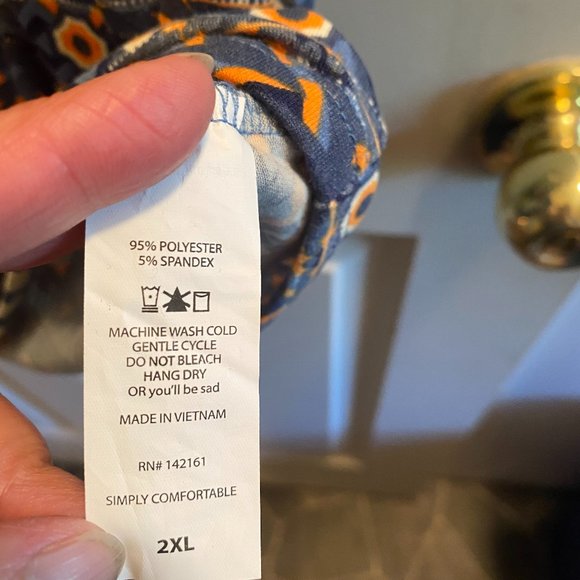 95% POLYESTER
5% SPANDEX
MACHINE WASH COLD
GENTLE CYCLE
DO NOT BLEACH
HANG DRY
OR you'll be sad
MADE IN VIETNAM
RN# 142161
SIMPLY COMFORTABLE
2XL